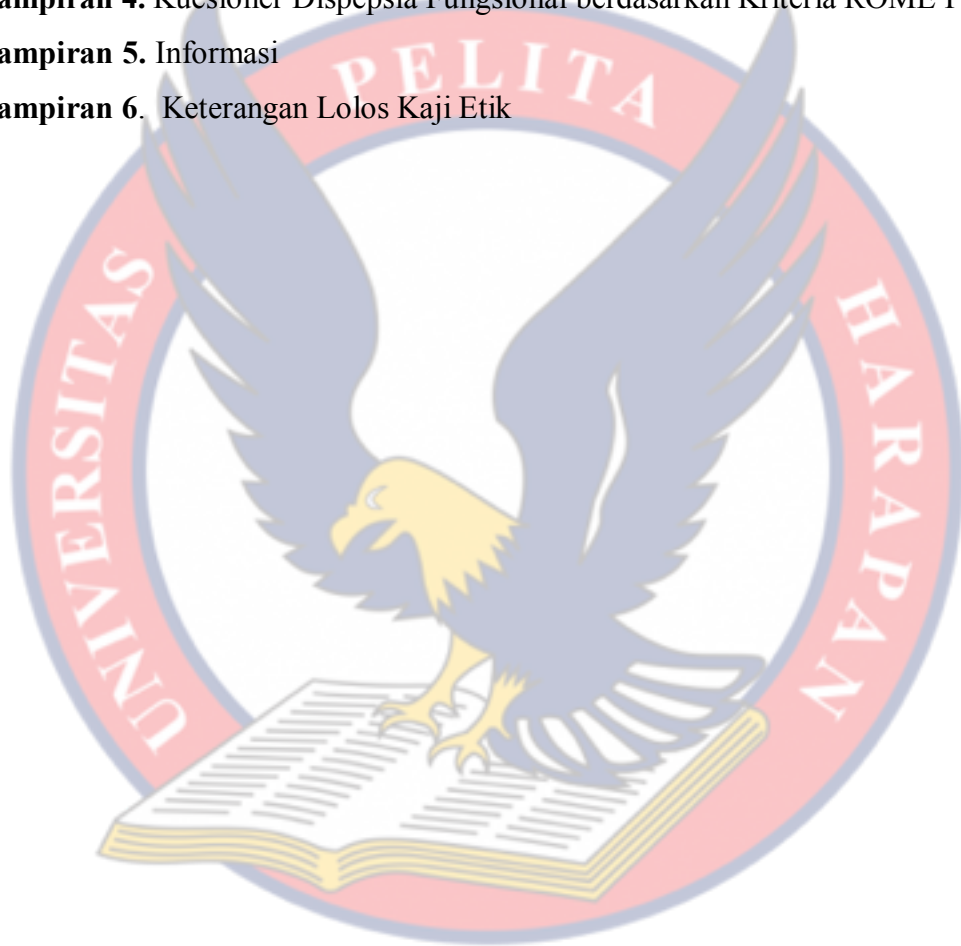 ampiran 4. Kuesioner Dispepsia Fungsional berdasarkan Kriteria ROME I
ampiran 5. Informasi
ampiran 6. Keterangan Lolos Kaji Etik
UNIVERSITAS PELITA HARAPAN